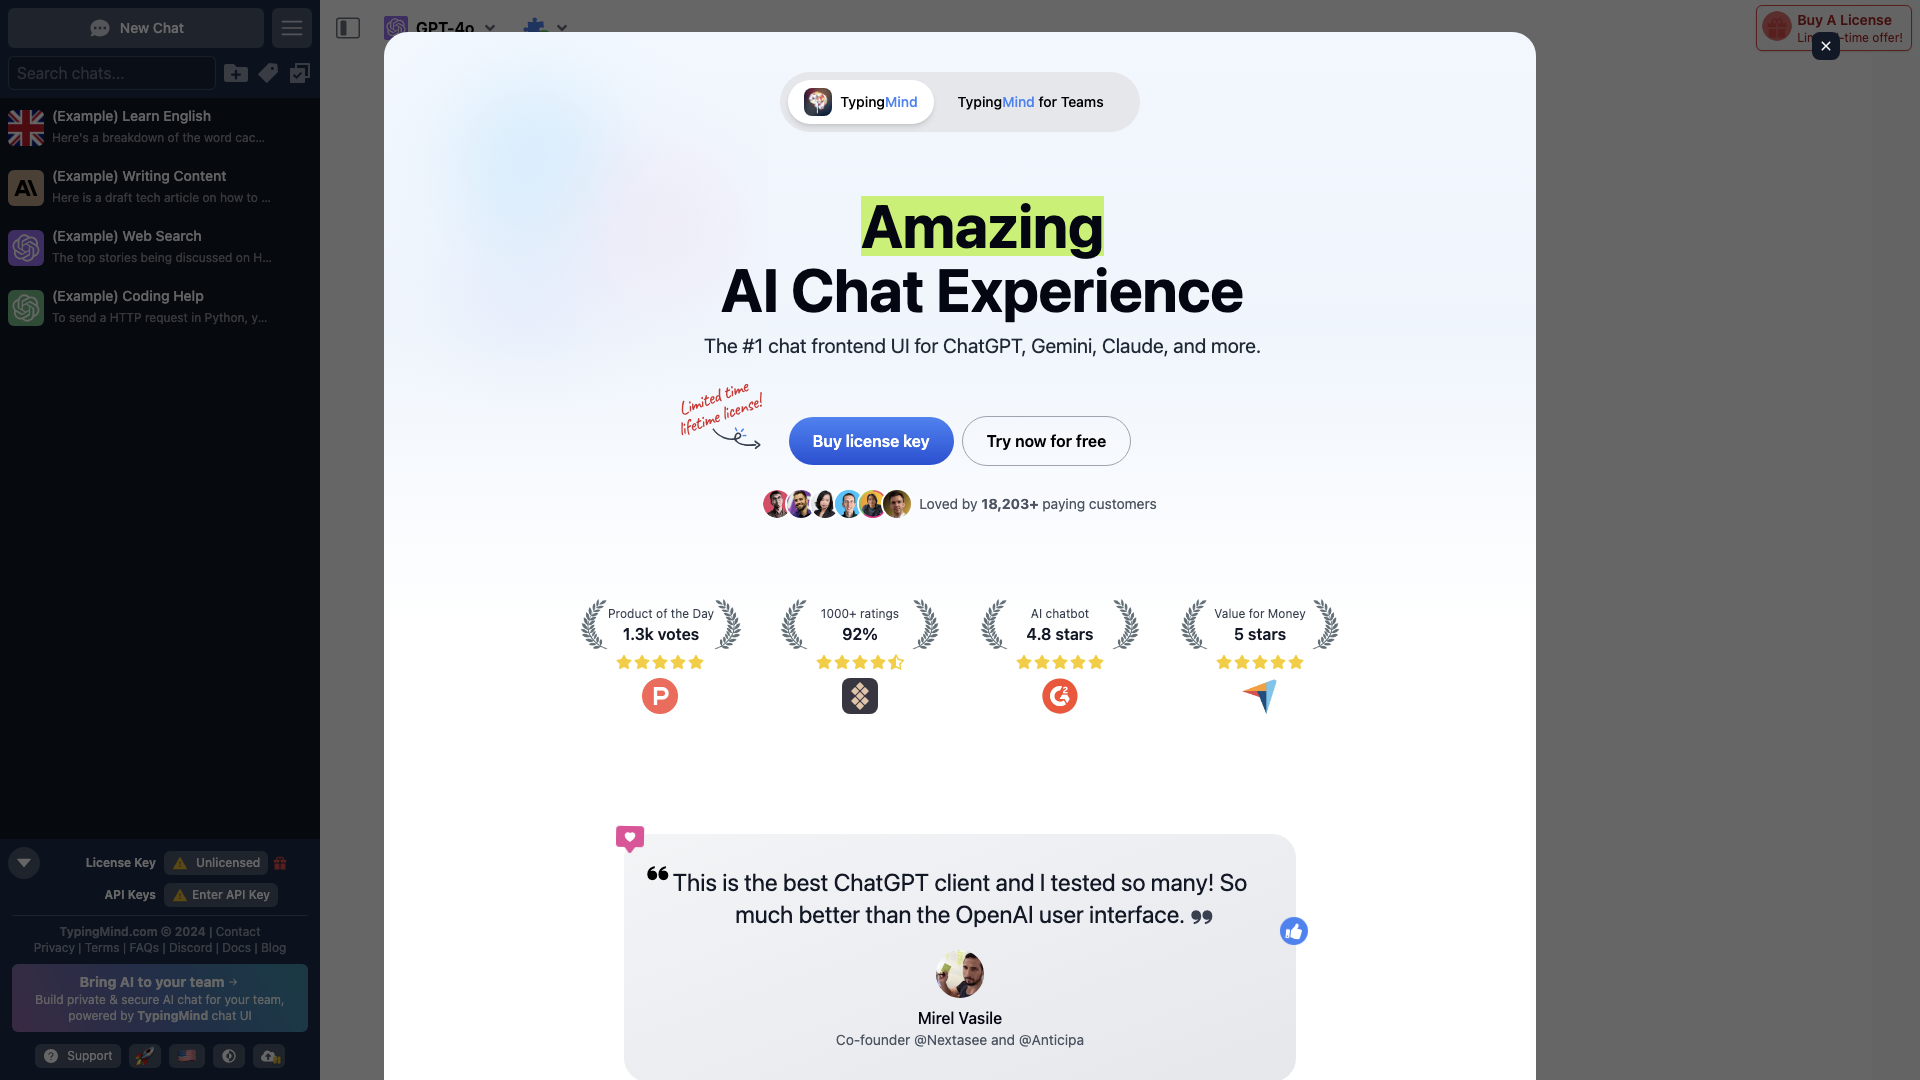 New Chat
Search chats...
(Example) Learn English
Here's a breakdown of the word cac...
(Example) Writing Content
Here is a draft tech article on how to ...
(Example) Web Search
The top stories being discussed on H...
(Example) Coding Help
To send a HTTP request in Python, y...
License Key
Unlicensed
API Keys
Enter API Key
TypingMind.com © 2024 | Contact
Privacy | Terms | FAQs | Discord | Docs | Blog
Bring AI to your team →
Build private & secure AI chat for your team,
powered by TypingMind chat UI
Support
GPT-4o
Buy A License
-time offer!
TypingMind
TypingMind for Teams
Amazing
AI Chat Experience
The #1 chat frontend UI for ChatGPT, Gemini, Claude, and more.
Limited time
lifetime license!
Buy license key
Try now for free
Loved by 18,203+ paying customers
Product of the Day
1.3k votes
1000+ ratings
92%
AI chatbot
4.8 stars
Value for Money
5 stars
❝ This is the best ChatGPT client and I tested so many! So
much better than the OpenAI user interface. ❞
Mirel Vasile
Co-founder @Nextasee and @Anticipa